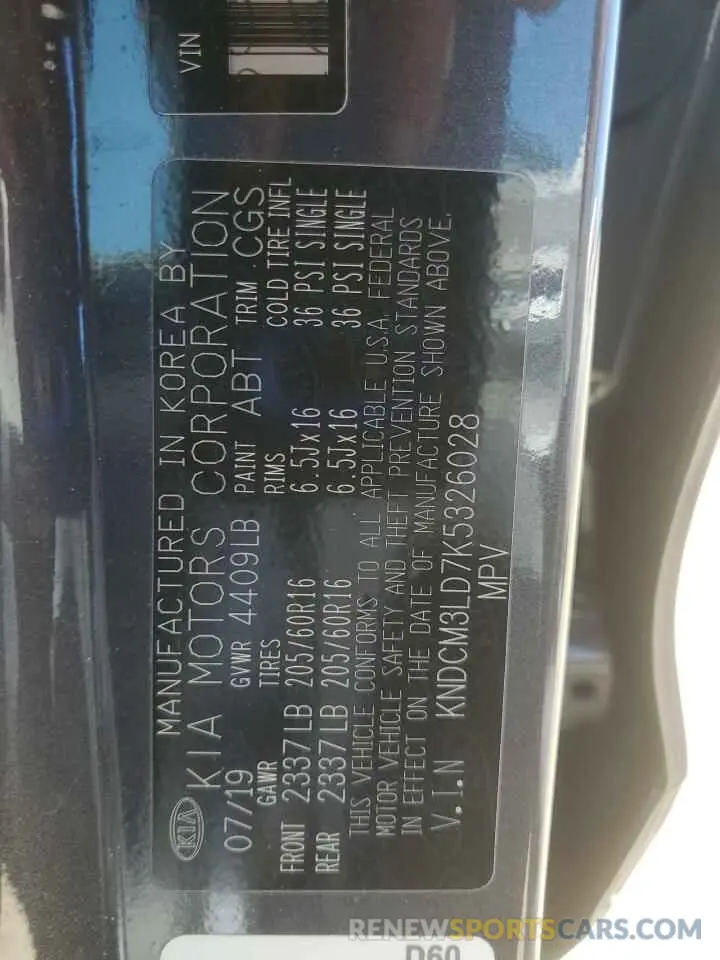 VIN
KIA
MANUFACTURED IN KOREA BY
KIA MOTORS CORPORATION
07/19 GVWR 4409LB PAINT ABT TRIM CGS
GAWR TIRES RIMS COLD TIRE INFL
FRONT 2337LB 205/60R16 6.5Jx16 36 PSI SINGLE
REAR 2337LB 205/60R16 6.5Jx16 36 PSI SINGLE
THIS VEHICLE CONFORMS TO ALL APPLICABLE U.S.A. FEDERAL
MOTOR VEHICLE SAFETY AND THEFT PREVENTION STANDARDS
IN EFFECT ON THE DATE OF MANUFACTURE SHOWN ABOVE.
V.I.N KNDCM3LD7K5326028
MPV
D60
RENEWSPORTSCARS.COM